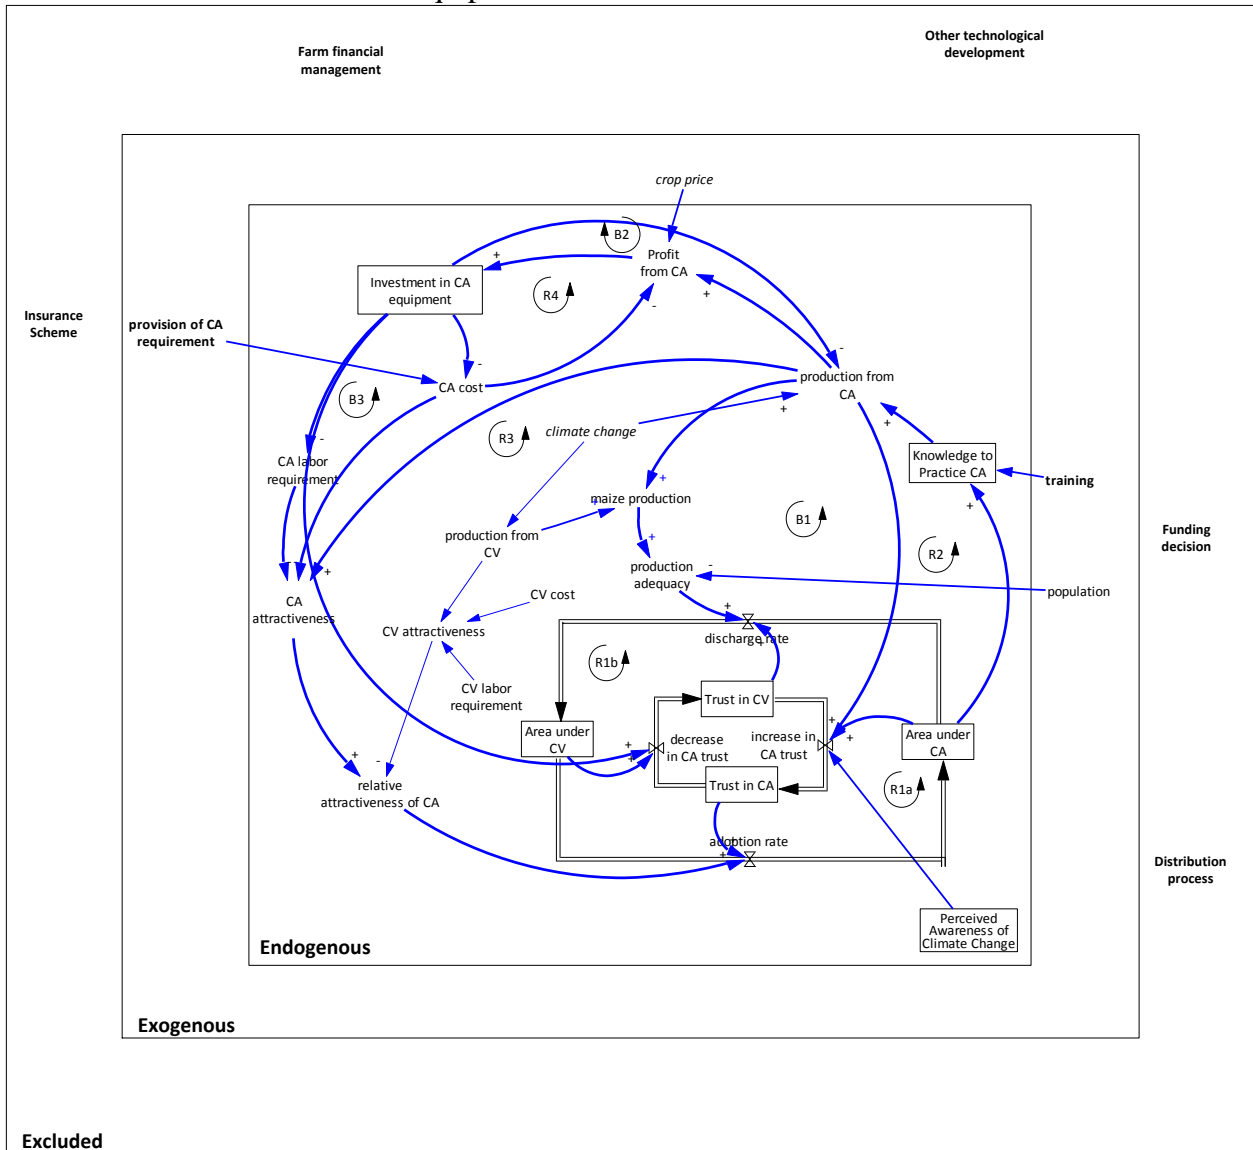 Farm financial
management
Other technological
development
crop price
B2
+
Profit
from CA
Investment in CA
equipment
R4
+
-
Insurance
Scheme
provision of CA
requirement
-
-
CA cost
production from
CA
B3
+
R3
climate change
+
-
CA labor
requirement
Knowledge to
Practice CA
training
+
maize production
+
+
B1
production from
CV
+
R2
Funding
decision
+
production
adequacy
-
- -
+
population
CA
attractiveness
CV cost
CV attractiveness
+
discharge rate
+
R1b
CV labor
requirement
Trust in CV
Area under
CV
+
+
decrease
in CA trust
increase in
CA trust
+
+
Area under
CA
+
-
relative
attractiveness of CA
Trust in CA
R1a
adoption rate
+
+
Distribution
process
Perceived
Awareness of
Climate Change
Endogenous
Exogenous
Excluded